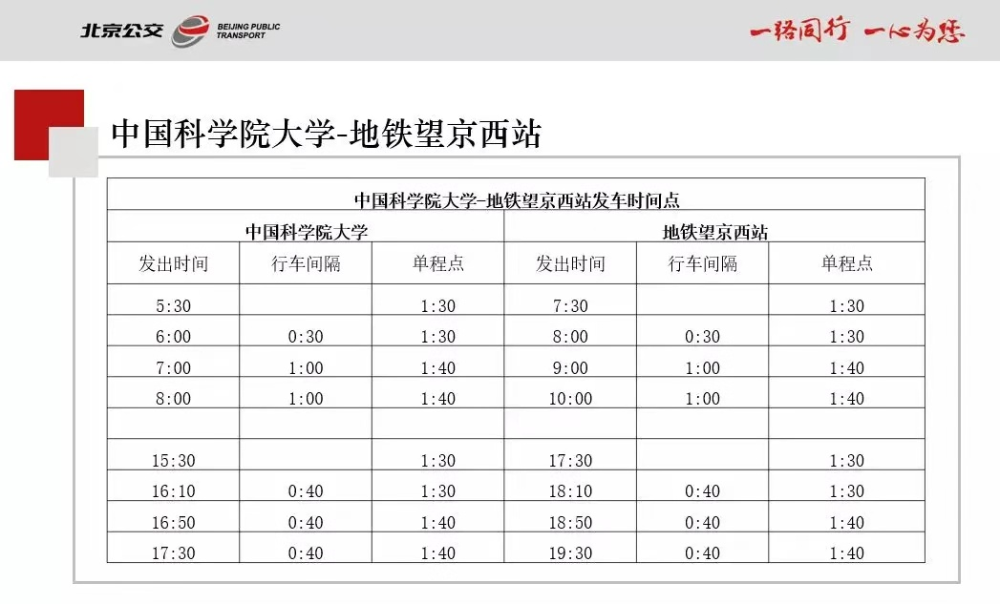 北京公交 BEIJING PUBLIC TRANSPORT 一路同行 一心为您
中国科学院大学-地铁望京西站
中国科学院大学-地铁望京西站发车时间点
中国科学院大学 地铁望京西站
发出时间 行车间隔 单程点 发出时间 行车间隔 单程点
5:30 1:30 7:30 1:30
6:00 0:30 1:30 8:00 0:30 1:30
7:00 1:00 1:40 9:00 1:00 1:40
8:00 1:00 1:40 10:00 1:00 1:40
15:30 1:30 17:30 1:30
16:10 0:40 1:30 18:10 0:40 1:30
16:50 0:40 1:40 18:50 0:40 1:40
17:30 0:40 1:40 19:30 0:40 1:40